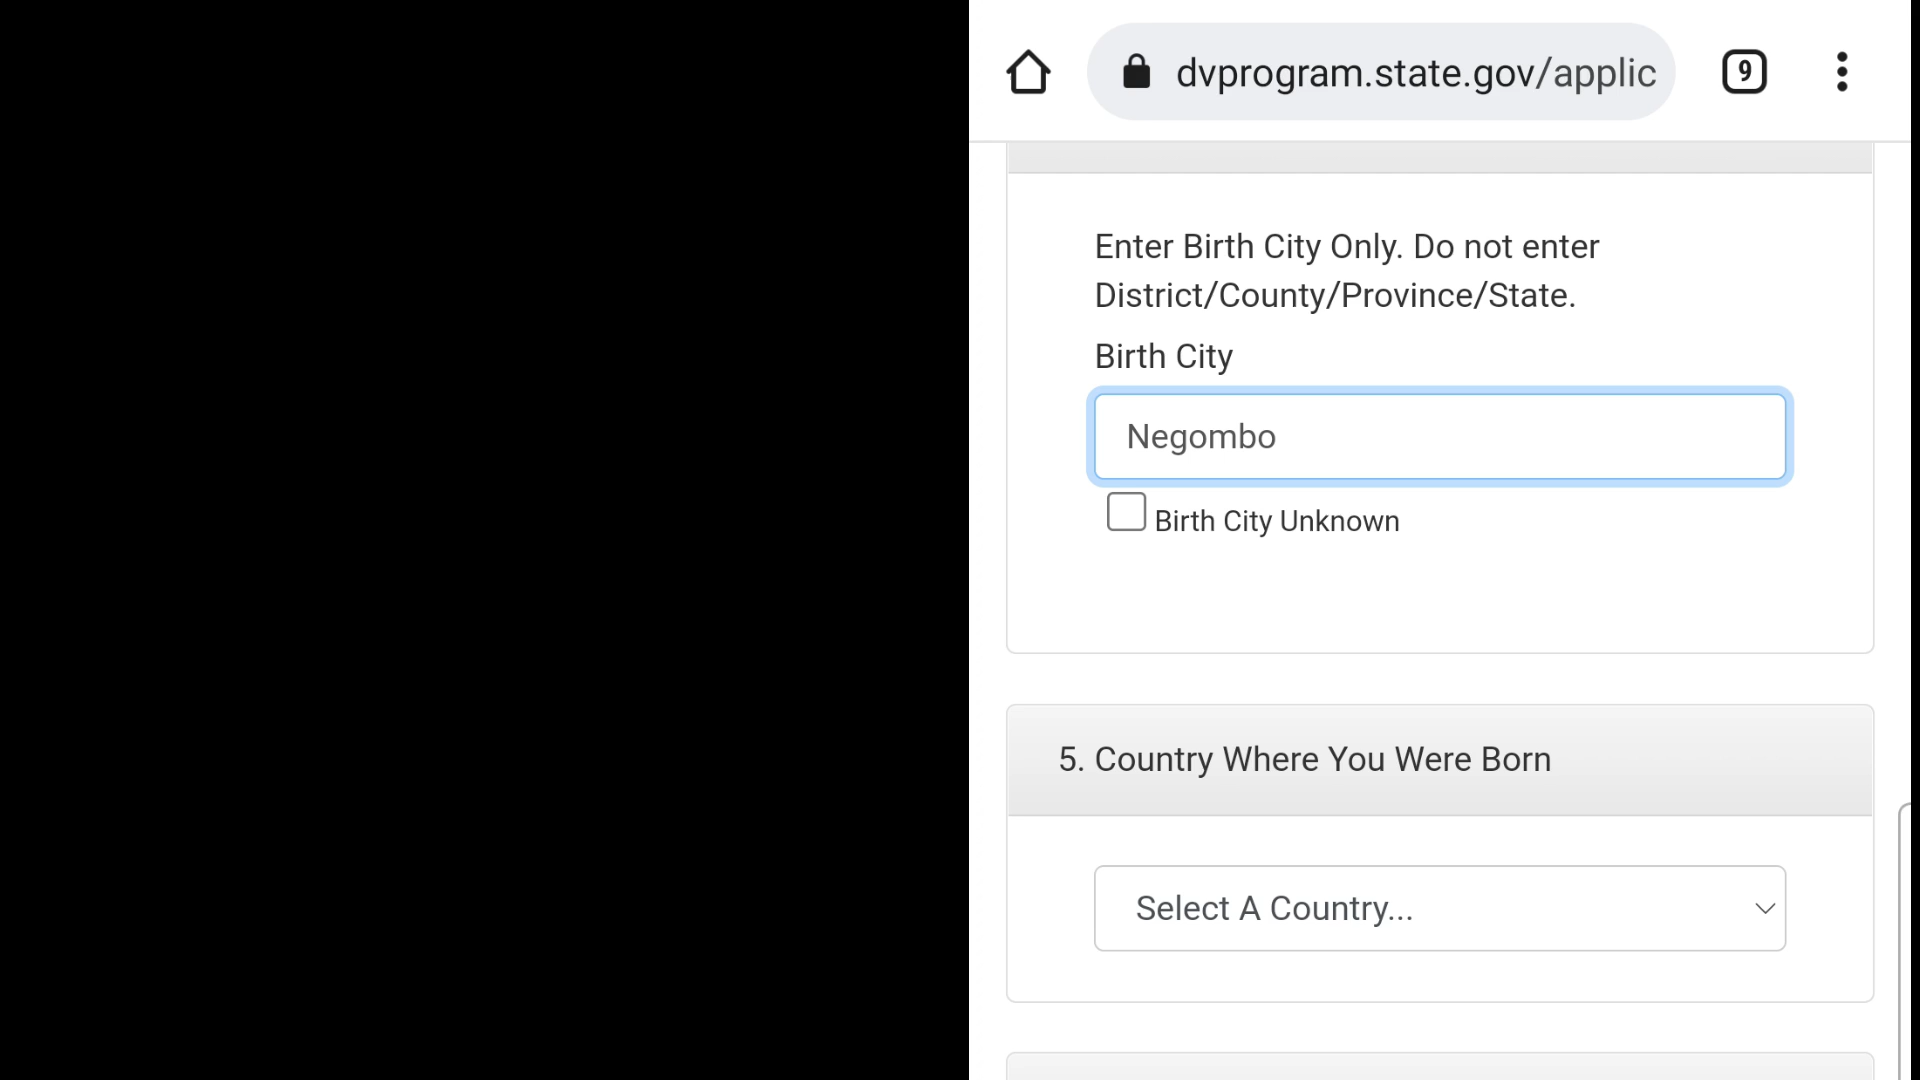 dvprogram.state.gov/applic
9
Enter Birth City Only. Do not enter
District/County/Province/State.
Birth City
Negombo
Birth City Unknown
5. Country Where You Were Born
Select A Country...